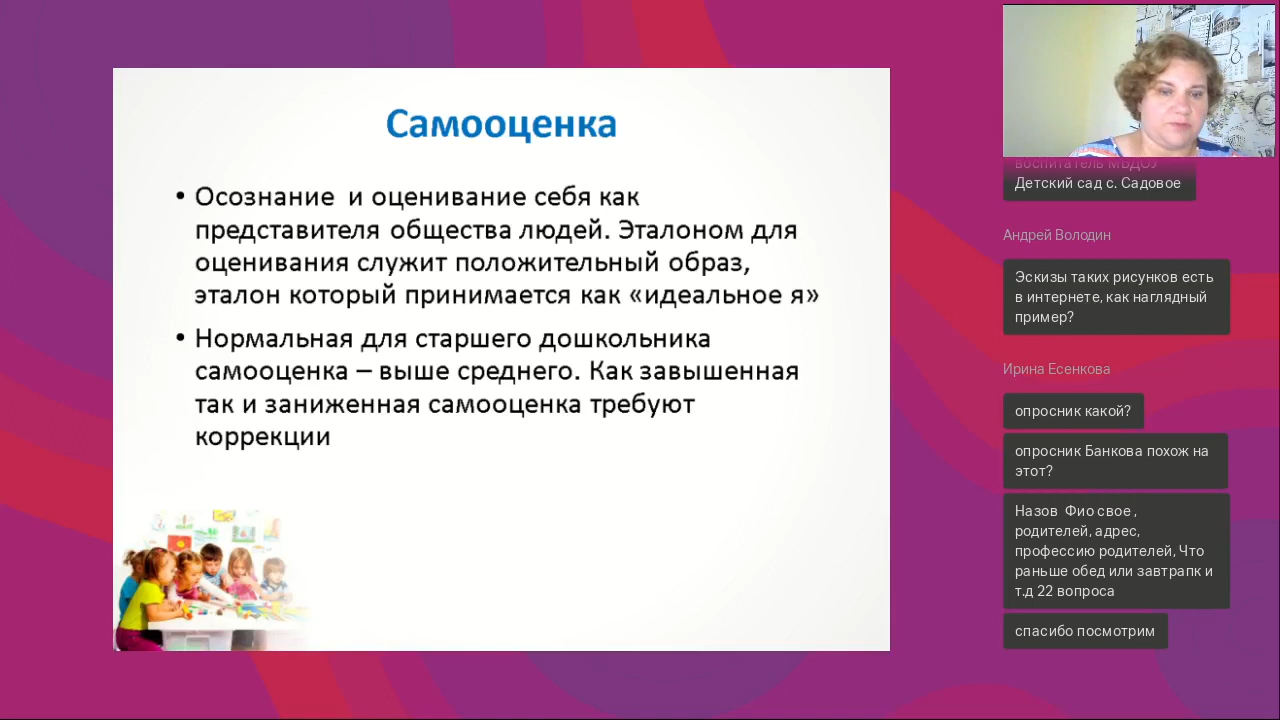 Самооценка
• Осознание и оценивание себя как
представителя общества людей. Эталоном для
оценивания служит положительный образ,
эталон который принимается как «идеальное я»
• Нормальная для старшего дошкольника
самооценка – выше среднего. Как завышенная
так и заниженная самооценка требуют
коррекции
воспитатель МБДОУ
Детский сад с. Садовое
Андрей Володин
Эскизы таких рисунков есть
в интернете, как наглядный
пример?
Ирина Есенкова
опросник какой?
опросник Банкова похож на
этот?
Назов Фио свое ,
родителей, адрес,
профессию родителей, Что
раньше обед или завтрапк и
т.д 22 вопроса
спасибо посмотрим